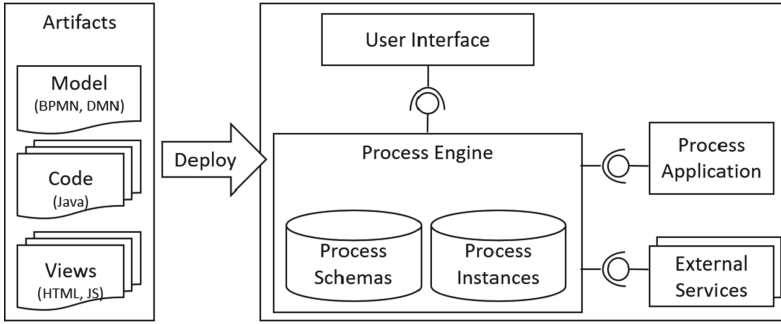 Artifacts
Model
(BPMN, DMN)
Code
(Java)
Views
(HTML, JS)
Deploy
User Interface
Process Engine
Process
Schemas
Process
Instances
Process
Application
External
Services